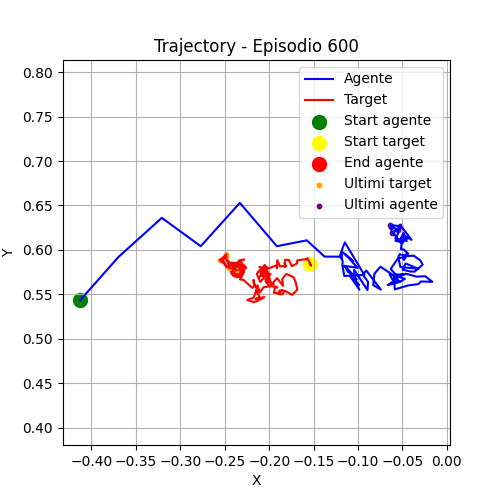 Trajectory - Episodio 600
Agente
Target
Start agente
Start target
End agente
Ultimi target
Ultimi agente
Y
0.80
0.75
0.70
0.65
0.60
0.55
0.50
0.45
0.40
−0.40
−0.35
−0.30
−0.25
−0.20
−0.15
−0.10
−0.05
0.00
X